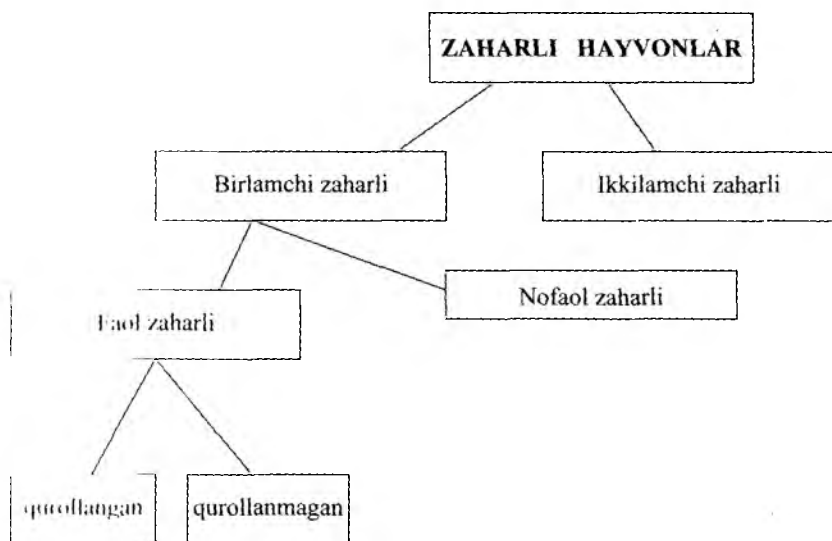 ZAHARLI HAYVONLAR
Birlamchi zaharli
Ikkilamchi zaharli
Nofaol zaharli
Faol zaharli
qurollangan
qurollanmagan